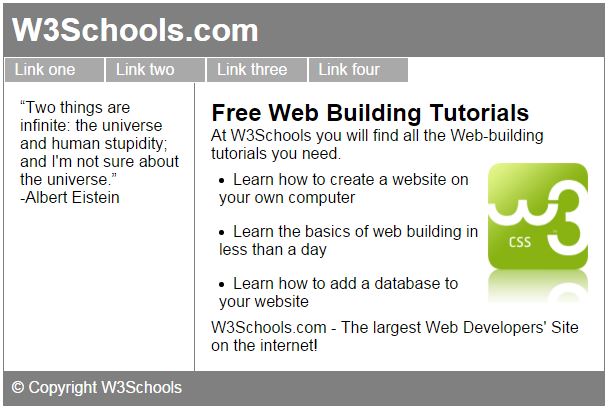 W3Schools.com
Link one
Link two
Link three
Link four
“Two things are
infinite: the universe
and human stupidity;
and I'm not sure about
the universe.”
-Albert Eistein
Free Web Building Tutorials
At W3Schools you will find all the Web-building
tutorials you need.
• Learn how to create a website on
your own computer
• Learn the basics of web building in
less than a day
• Learn how to add a database to
your website
w3
CSS
W3Schools.com - The largest Web Developers' Site
on the internet!
© Copyright W3Schools